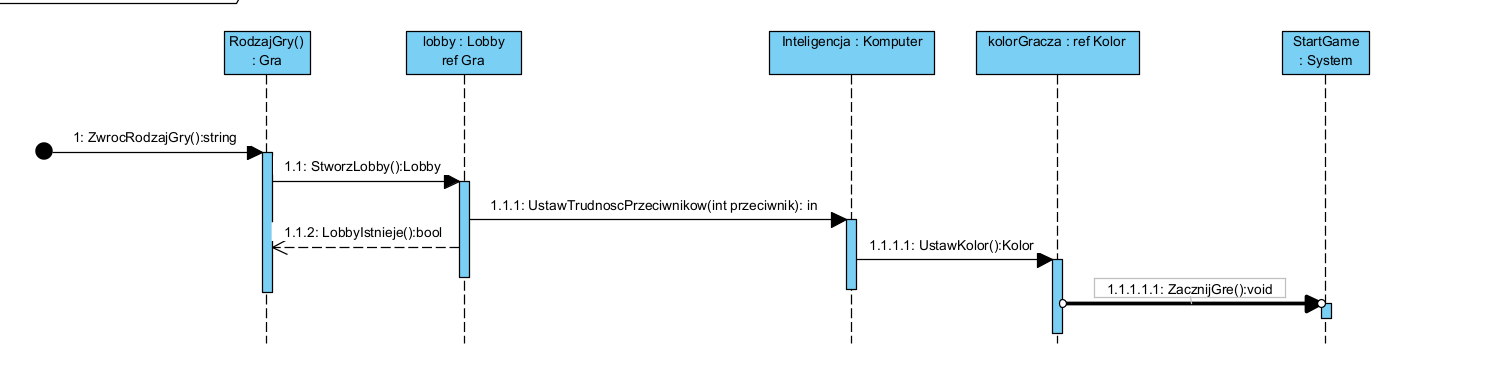 RodzajGry()
: Gra
lobby : Lobby
ref Gra
Inteligencja : Komputer
kolorGracza : ref Kolor
StartGame
: System
1: ZwrocRodzajGry():string
1.1: StworzLobby():Lobby
1.1.1: UstawTrudnoscPrzeciwnikow(int przeciwnik): in
1.1.2: LobbyIstnieje():bool
1.1.1.1: UstawKolor():Kolor
1.1.1.1.1: ZacznijGre():void